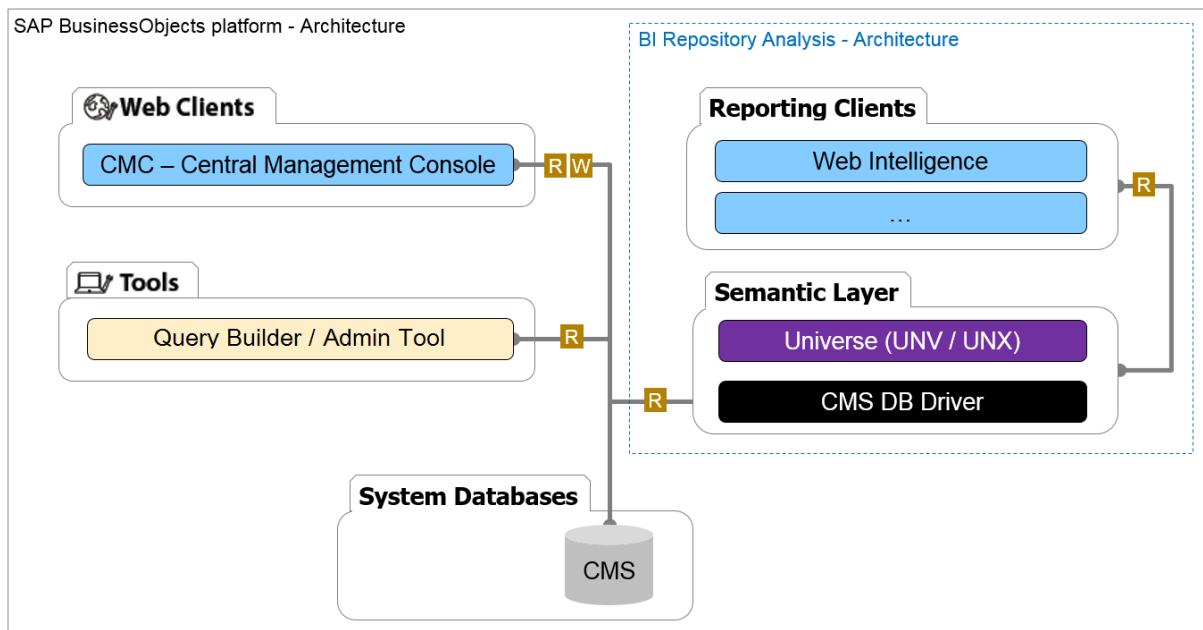 SAP BusinessObjects platform - Architecture
BI Repository Analysis - Architecture
Web Clients
CMC – Central Management Console
R W
Tools
Query Builder / Admin Tool
R
Reporting Clients
Web Intelligence
...
R
Semantic Layer
Universe (UNV / UNX)
CMS DB Driver
R
System Databases
CMS